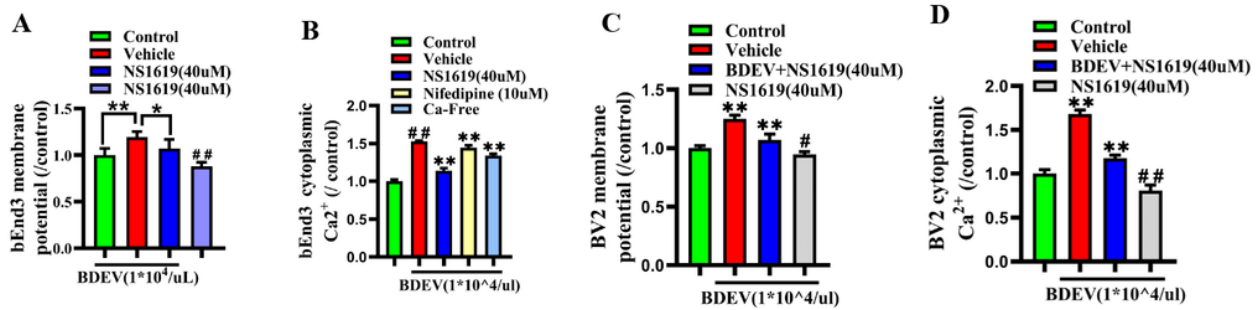 A
Control
Vehicle
NS1619(40uM)
NS1619(40uM)
bEnd3 membrane
potential (/control)
1.5
1.0
0.5
0.0
**
*
##
BDEV(1*10⁴/uL)
B
Control
Vehicle
NS1619(40uM)
Nifedipine (10uM)
Ca-Free
bEnd3 cytoplasmic
Ca2⁺ (/ control)
2.0
1.5
1.0
0.5
0.0
##
**
**
**
BDEV(1*10^4/ul)
C
Control
Vehicle
BDEV+NS1619(40uM)
NS1619(40uM)
BV2 membrane
potential (/control)
1.5
1.0
0.5
0.0
**
**
#
BDEV(1*10^4/ul)
D
Control
Vehicle
BDEV+NS1619(40uM)
NS1619(40uM)
BV2 cytoplasmic
Ca²⁺ (/control)
2.0
1.5
1.0
0.5
0.0
**
**
##
BDEV(1*10^4/ul)